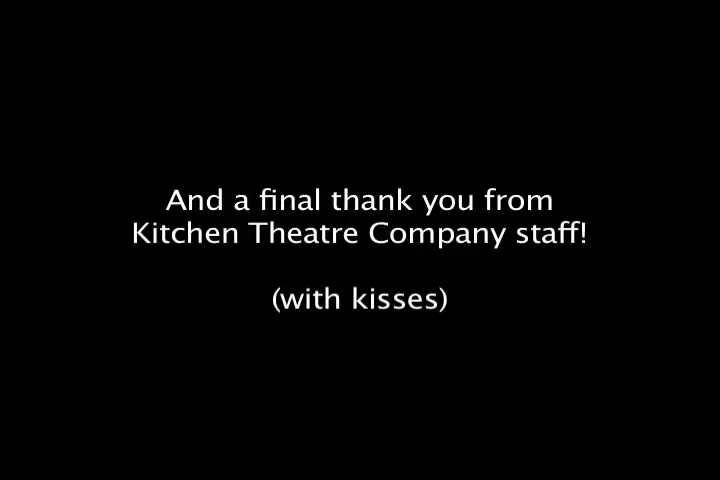 And a final thank you from
Kitchen Theatre Company staff!
(with kisses)